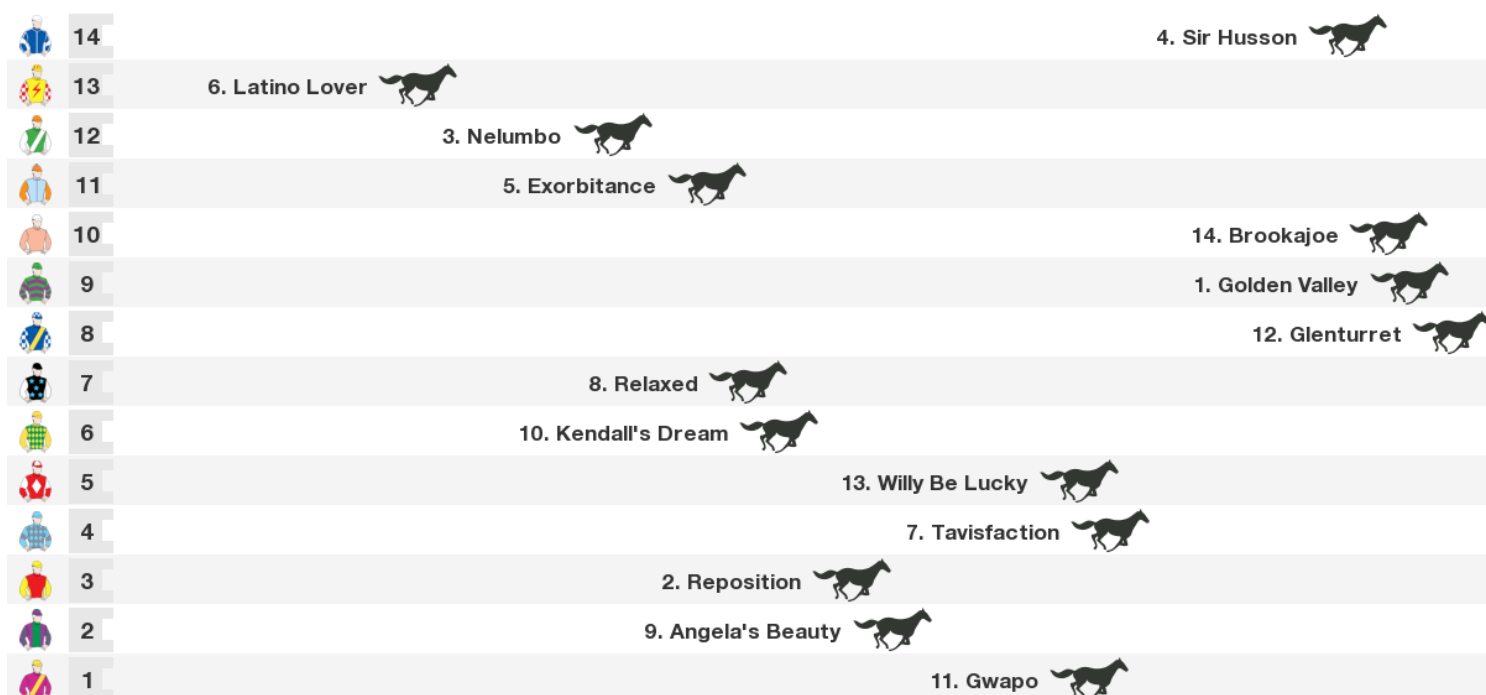 14 4. Sir Husson
13 6. Latino Lover
12 3. Nelumbo
11 5. Exorbitance
10 14. Brookajoe
9 1. Golden Valley
8 12. Glenturret
7 8. Relaxed
6 10. Kendall's Dream
5 13. Willy Be Lucky
4 7. Tavisfaction
3 2. Reposition
2 9. Angela's Beauty
1 11. Gwapo